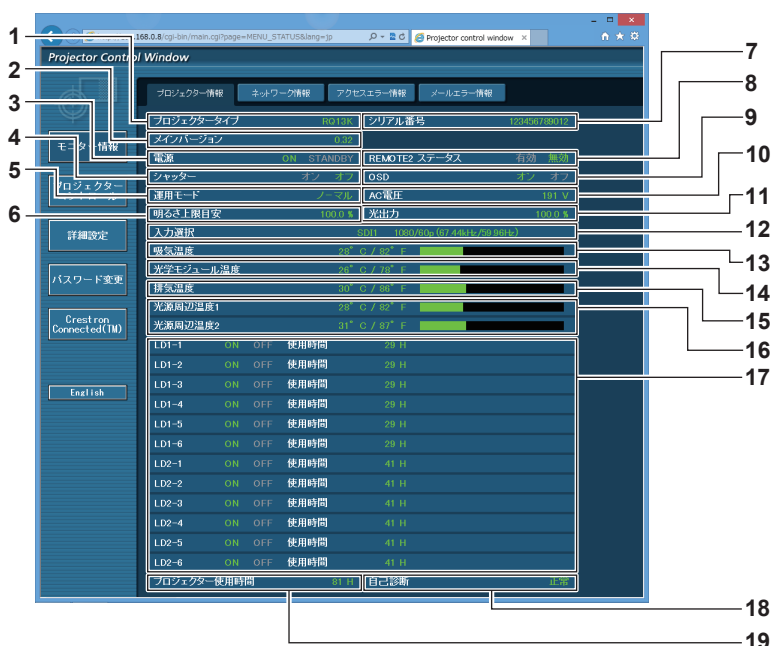 168.0.8/cgi-bin/main.cgi?page=MENU_STATUS&lang=jp
Projector control window
Projector Control Window
プロジェクター情報 ネットワーク情報 アクセスエラー情報 メールエラー情報
1 プロジェクタータイプ RQ13K シリアル番号 123456789012 7
2 メインバージョン 0.32
モニター情報
3 電源 ON STANDBY REMOTE2 ステータス 有効 無効 8
4 シャッター オン オフ OSD オン オフ 9
プロジェクター
5 運用モード ノーマル AC電圧 191 V 10
6 明るさ上限目安 100.0 % 光出力 100.0 % 11
詳細設定
入力選択 SDI1 1080/60p (67.44kHz/59.96Hz) 12
吸気温度 28° C / 82° F 13
光学モジュール温度 26° C / 78° F 14
パスワード変更
排気温度 30° C / 86° F 15
光源周辺温度1 28° C / 82° F 16
光源周辺温度2 31° C / 87° F
Crestron
Connected(TM)
LD1-1 ON OFF 使用時間 29 H 17
LD1-2 ON OFF 使用時間 29 H
LD1-3 ON OFF 使用時間 29 H
English
LD1-4 ON OFF 使用時間 29 H
LD1-5 ON OFF 使用時間 29 H
LD1-6 ON OFF 使用時間 29 H
LD2-1 ON OFF 使用時間 41 H
LD2-2 ON OFF 使用時間 41 H
LD2-3 ON OFF 使用時間 41 H
LD2-4 ON OFF 使用時間 41 H
LD2-5 ON OFF 使用時間 41 H
LD2-6 ON OFF 使用時間 41 H
プロジェクター使用時間 81 H 自己診断 正常
18
19